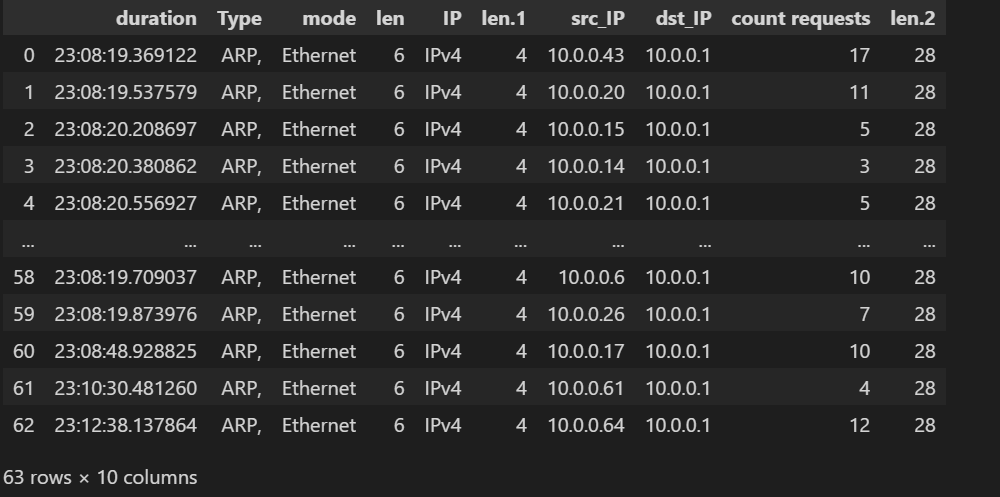 duration Type mode len IP len.1 src_IP dst_IP count requests len.2
0 23:08:19.369122 ARP, Ethernet 6 IPv4 4 10.0.0.43 10.0.0.1 17 28
1 23:08:19.537579 ARP, Ethernet 6 IPv4 4 10.0.0.20 10.0.0.1 11 28
2 23:08:20.208697 ARP, Ethernet 6 IPv4 4 10.0.0.15 10.0.0.1 5 28
3 23:08:20.380862 ARP, Ethernet 6 IPv4 4 10.0.0.14 10.0.0.1 3 28
4 23:08:20.556927 ARP, Ethernet 6 IPv4 4 10.0.0.21 10.0.0.1 5 28
... ... ... ... ... ... ... ... ... ... ...
58 23:08:19.709037 ARP, Ethernet 6 IPv4 4 10.0.0.6 10.0.0.1 10 28
59 23:08:19.873976 ARP, Ethernet 6 IPv4 4 10.0.0.26 10.0.0.1 7 28
60 23:08:48.928825 ARP, Ethernet 6 IPv4 4 10.0.0.17 10.0.0.1 10 28
61 23:10:30.481260 ARP, Ethernet 6 IPv4 4 10.0.0.61 10.0.0.1 4 28
62 23:12:38.137864 ARP, Ethernet 6 IPv4 4 10.0.0.64 10.0.0.1 12 28
63 rows × 10 columns